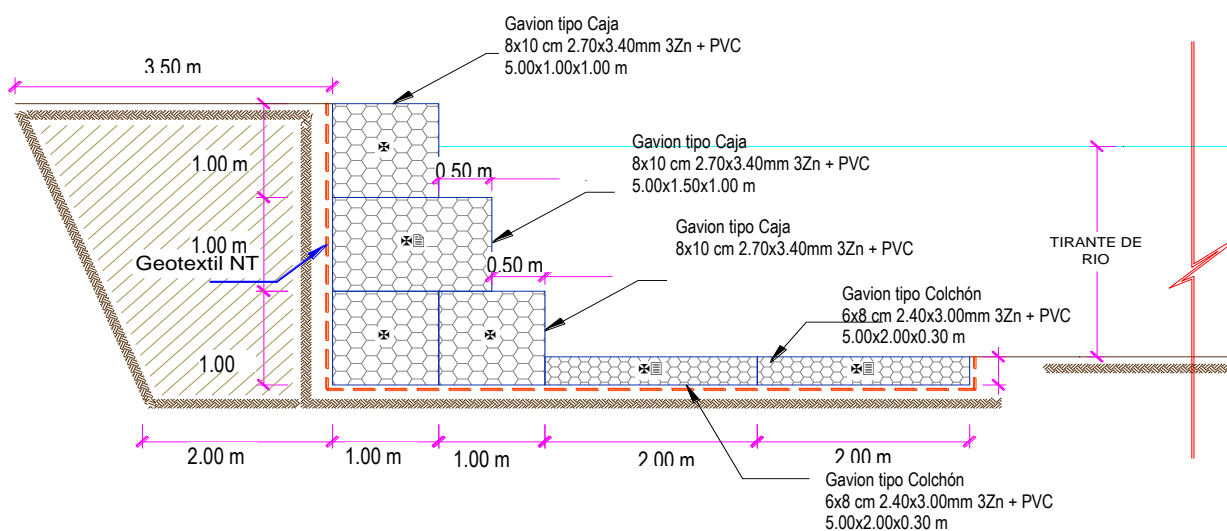 Gavion tipo Caja
8x10 cm 2.70x3.40mm 3Zn + PVC
5.00x1.00x1.00 m
3.50 m
1.00 m
Gavion tipo Caja
8x10 cm 2.70x3.40mm 3Zn + PVC
5.00x1.50x1.00 m
0.50 m
Gavion tipo Caja
8x10 cm 2.70x3.40mm 3Zn + PVC
1.00 m
Geotextil NT
0.50 m
TIRANTE DE
RIO
Gavion tipo Colchón
6x8 cm 2.40x3.00mm 3Zn + PVC
5.00x2.00x0.30 m
1.00
2.00 m
1.00 m
1.00 m
2.00 m
2.00 m
Gavion tipo Colchón
6x8 cm 2.40x3.00mm 3Zn + PVC
5.00x2.00x0.30 m